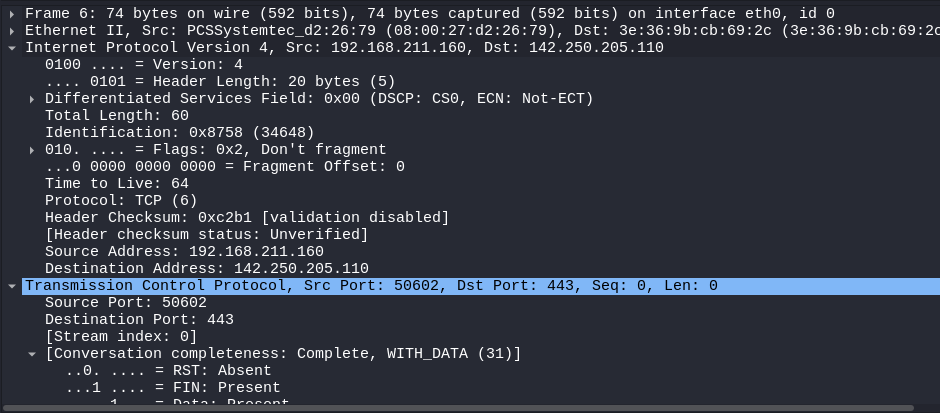 Frame 6: 74 bytes on wire (592 bits), 74 bytes captured (592 bits) on interface eth0, id 0
Ethernet II, Src: PCSSystemtec_d2:26:79 (08:00:27:d2:26:79), Dst: 3e:36:9b:cb:69:2c (3e:36:9b:cb:69:2c
Internet Protocol Version 4, Src: 192.168.211.160, Dst: 142.250.205.110
0100 .... = Version: 4
.... 0101 = Header Length: 20 bytes (5)
Differentiated Services Field: 0x00 (DSCP: CS0, ECN: Not-ECT)
Total Length: 60
Identification: 0x8758 (34648)
010. .... = Flags: 0x2, Don't fragment
...0 0000 0000 0000 = Fragment Offset: 0
Time to Live: 64
Protocol: TCP (6)
Header Checksum: 0xc2b1 [validation disabled]
[Header checksum status: Unverified]
Source Address: 192.168.211.160
Destination Address: 142.250.205.110
Transmission Control Protocol, Src Port: 50602, Dst Port: 443, Seq: 0, Len: 0
Source Port: 50602
Destination Port: 443
[Stream index: 0]
[Conversation completeness: Complete, WITH_DATA (31)]
..0. .... = RST: Absent
...1 .... = FIN: Present
.... 1... = Data: Present